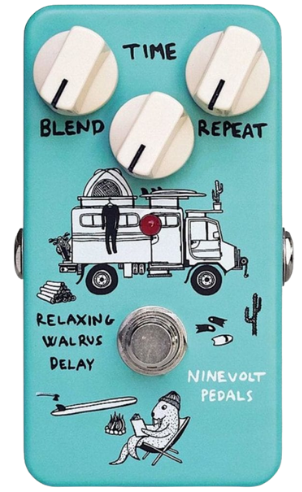 TIME
BLEND
REPEAT
RELAXING
WALRUS
DELAY
NINEVOLT
PEDALS